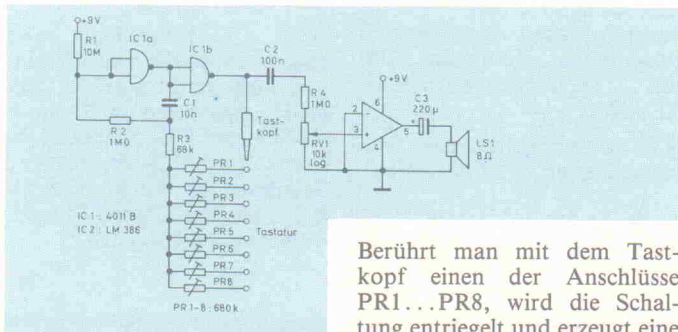 +9V
R1
10M
IC1a
IC1b
C2
100n
R4
1M0
+9V
C3
220µ
C1
10n
R2
1M0
Tast-
kopf
RV1
10k
log.
2
3
6
5
4
LS1
8Ω
R3
68k
PR1
PR2
PR3
PR4
PR5
PR6
PR7
PR8
Tastatur
IC1: 4011B
IC2: LM 386
PR1-8: 680k
Berührt man mit dem Tast-
kopf einen der Anschlüsse
PR1...PR8, wird die Schal-
tung entriegelt und erzeugt eine